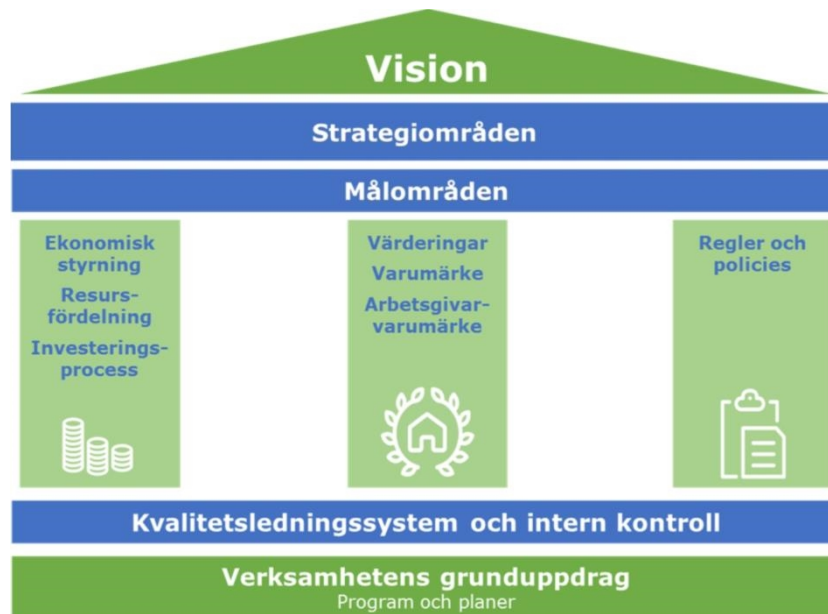 Vision
Strategiområden
Målområden
Ekonomisk
styrning
Resurs-
fördelning
Investerings-
process
Värderingar
Varumärke
Arbetsgivar-
varumärke
Regler och
policies
Kvalitetsledningssystem och intern kontroll
Verksamhetens grunduppdrag
Program och planer